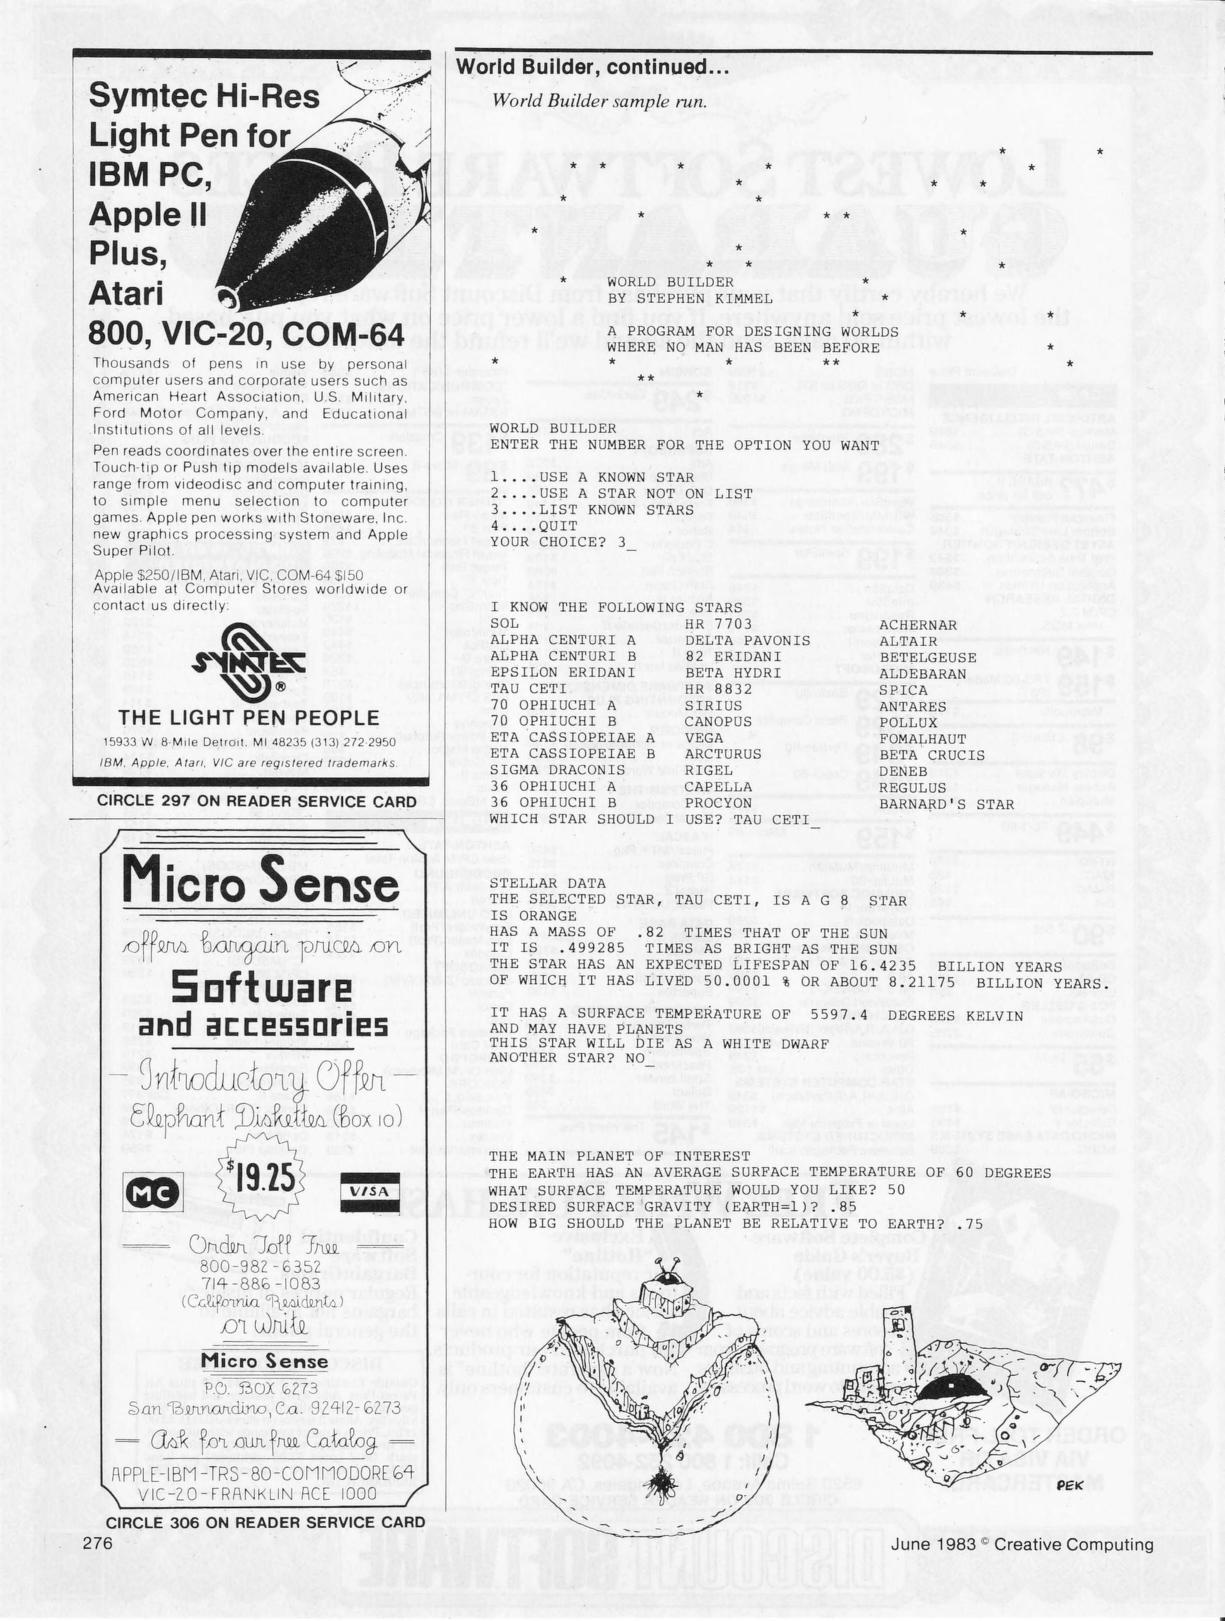 Symtec Hi-Res
Light Pen for
IBM PC,
Apple II
Plus,
Atari
800, VIC-20, COM-64
Thousands of pens in use by personal
computer users and corporate users such as
American Heart Association, U.S. Military,
Ford Motor Company, and Educational
Institutions of all levels.
Pen reads coordinates over the entire screen.
Touch-tip or Push tip models available. Uses
range from videodisc and computer training,
to simple menu selection to computer
games. Apple pen works with Stoneware, Inc.
new graphics processing system and Apple
Super Pilot.
Apple $250/IBM, Atari, VIC, COM-64 $150
Available at Computer Stores worldwide or
contact us directly:
SYMTEC ®
THE LIGHT PEN PEOPLE
15933 W. 8-Mile Detroit, MI 48235 (313) 272-2950
IBM, Apple, Atari, VIC are registered trademarks.
CIRCLE 297 ON READER SERVICE CARD
Micro Sense
offers bargain prices on
Software
and accessories
Introductory Offer
Elephant Diskettes (Box 10)
$19.25
MC
VISA
Order Toll Free
800-982-6352
714-886-1083
(California Residents)
or write
Micro Sense
P.O. BOX 6273
San Bernardino, Ca. 92412-6273
Ask for our free Catalog
APPLE-IBM-TRS-80-COMMODORE 64
VIC-20-FRANKLIN ACE 1000
CIRCLE 306 ON READER SERVICE CARD
World Builder, continued...
World Builder sample run.
WORLD BUILDER
BY STEPHEN KIMMEL
A PROGRAM FOR DESIGNING WORLDS
WHERE NO MAN HAS BEEN BEFORE
WORLD BUILDER
ENTER THE NUMBER FOR THE OPTION YOU WANT
1....USE A KNOWN STAR
2....USE A STAR NOT ON LIST
3....LIST KNOWN STARS
4....QUIT
YOUR CHOICE? 3_
I KNOW THE FOLLOWING STARS
SOL HR 7703 ACHERNAR
ALPHA CENTURI A DELTA PAVONIS ALTAIR
ALPHA CENTURI B 82 ERIDANI BETELGEUSE
EPSILON ERIDANI BETA HYDRI ALDEBARAN
TAU CETI HR 8832 SPICA
70 OPHIUCHI A SIRIUS ANTARES
70 OPHIUCHI B CANOPUS POLLUX
ETA CASSIOPEIAE A VEGA FOMALHAUT
ETA CASSIOPEIAE B ARCTURUS BETA CRUCIS
SIGMA DRACONIS RIGEL DENEB
36 OPHIUCHI A CAPELLA REGULUS
36 OPHIUCHI B PROCYON BARNARD'S STAR
WHICH STAR SHOULD I USE? TAU CETI_
STELLAR DATA
THE SELECTED STAR, TAU CETI, IS A G 8 STAR
IS ORANGE
HAS A MASS OF .82 TIMES THAT OF THE SUN
IT IS .499285 TIMES AS BRIGHT AS THE SUN
THE STAR HAS AN EXPECTED LIFESPAN OF 16.4235 BILLION YEARS
OF WHICH IT HAS LIVED 50.0001 % OR ABOUT 8.21175 BILLION YEARS.
IT HAS A SURFACE TEMPERATURE OF 5597.4 DEGREES KELVIN
AND MAY HAVE PLANETS
THIS STAR WILL DIE AS A WHITE DWARF
ANOTHER STAR? NO_
THE MAIN PLANET OF INTEREST
THE EARTH HAS AN AVERAGE SURFACE TEMPERATURE OF 60 DEGREES
WHAT SURFACE TEMPERATURE WOULD YOU LIKE? 50
DESIRED SURFACE GRAVITY (EARTH=1)? .85
HOW BIG SHOULD THE PLANET BE RELATIVE TO EARTH? .75
PEK
276
June 1983 © Creative Computing